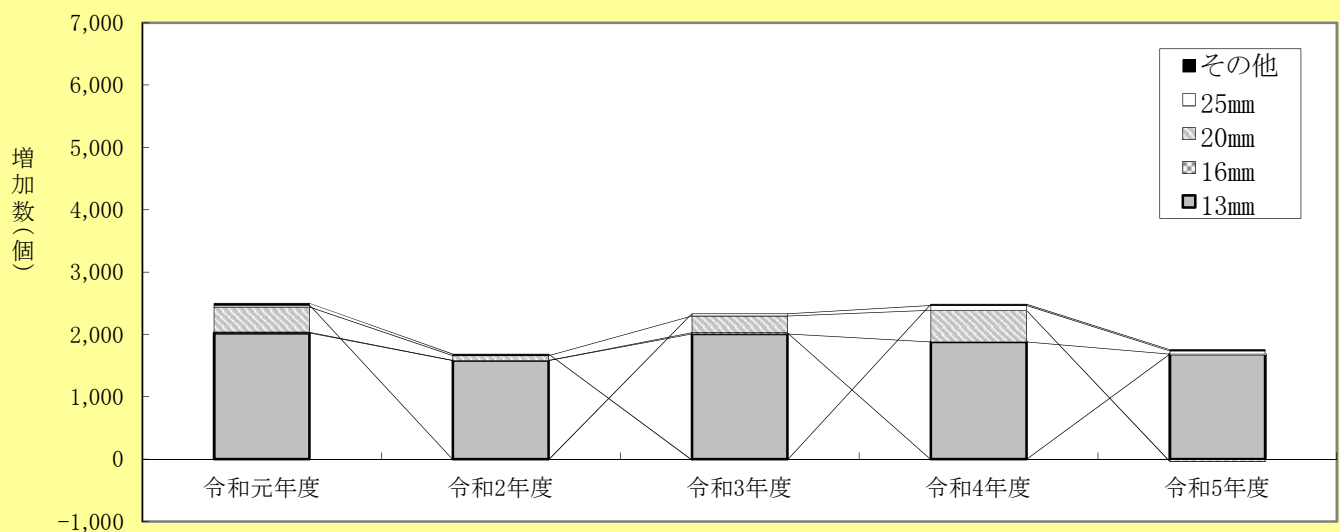 7,000
6,000
5,000
4,000
3,000
2,000
1,000
0
-1,000
増加数(個)
■その他
25mm
20mm
16mm
13mm
令和元年度
令和2年度
令和3年度
令和4年度
令和5年度